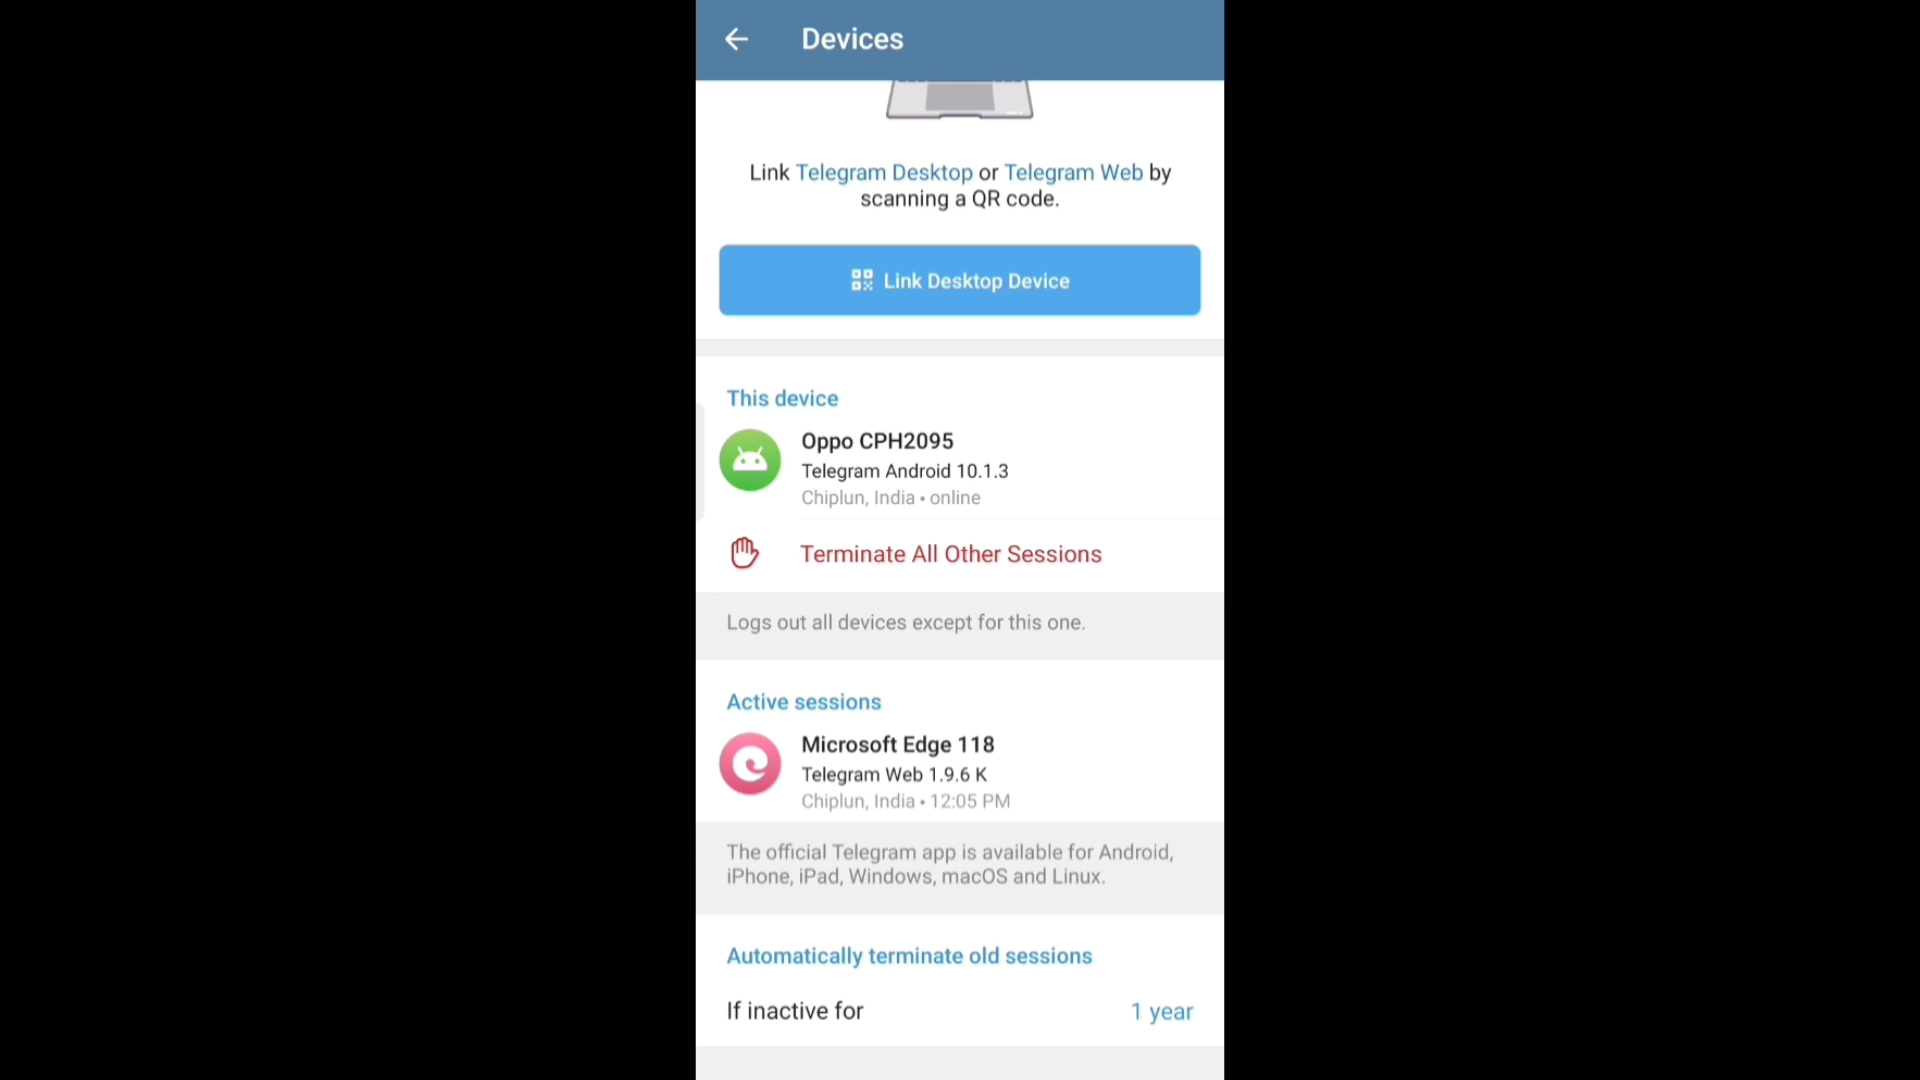 Devices
Link Telegram Desktop or Telegram Web by
scanning a QR code.
Link Desktop Device
This device
Oppo CPH2095
Telegram Android 10.1.3
Chiplun, India • online
Terminate All Other Sessions
Logs out all devices except for this one.
Active sessions
Microsoft Edge 118
Telegram Web 1.9.6 K
Chiplun, India • 12:05 PM
The official Telegram app is available for Android,
iPhone, iPad, Windows, macOS and Linux.
Automatically terminate old sessions
If inactive for 1 year